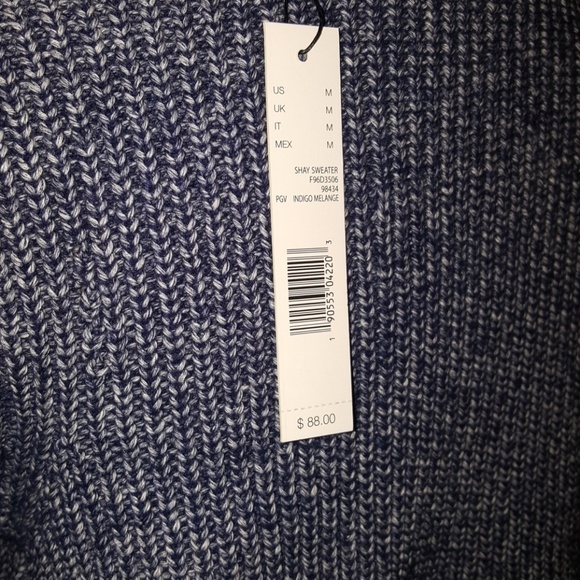 US M
UK M
IT M
MEX M
SHAY SWEATER
F96D3506
98434
PGV INDIGO MELANGE
1 90553 04220 3
$ 88.00